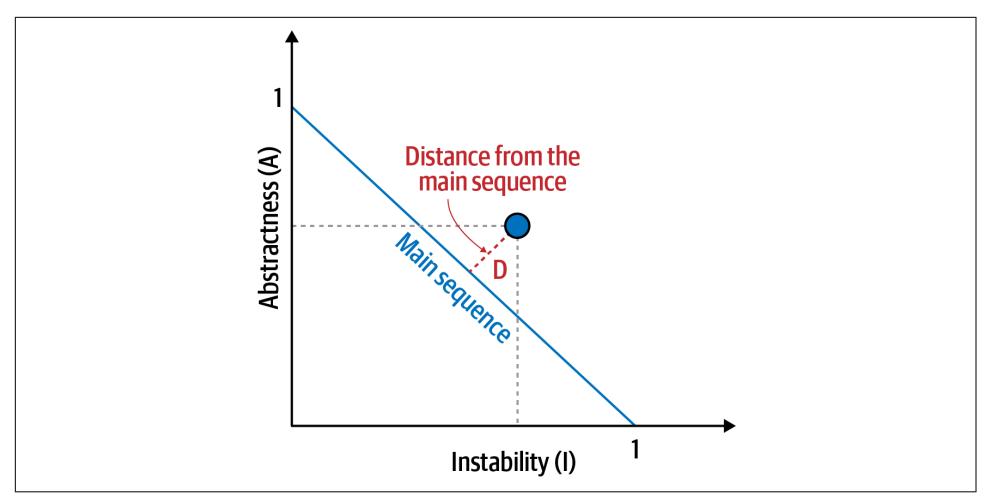 1
Distance from the
main sequence
Abstractness (A)
Main sequence
D
1
Instability (I)